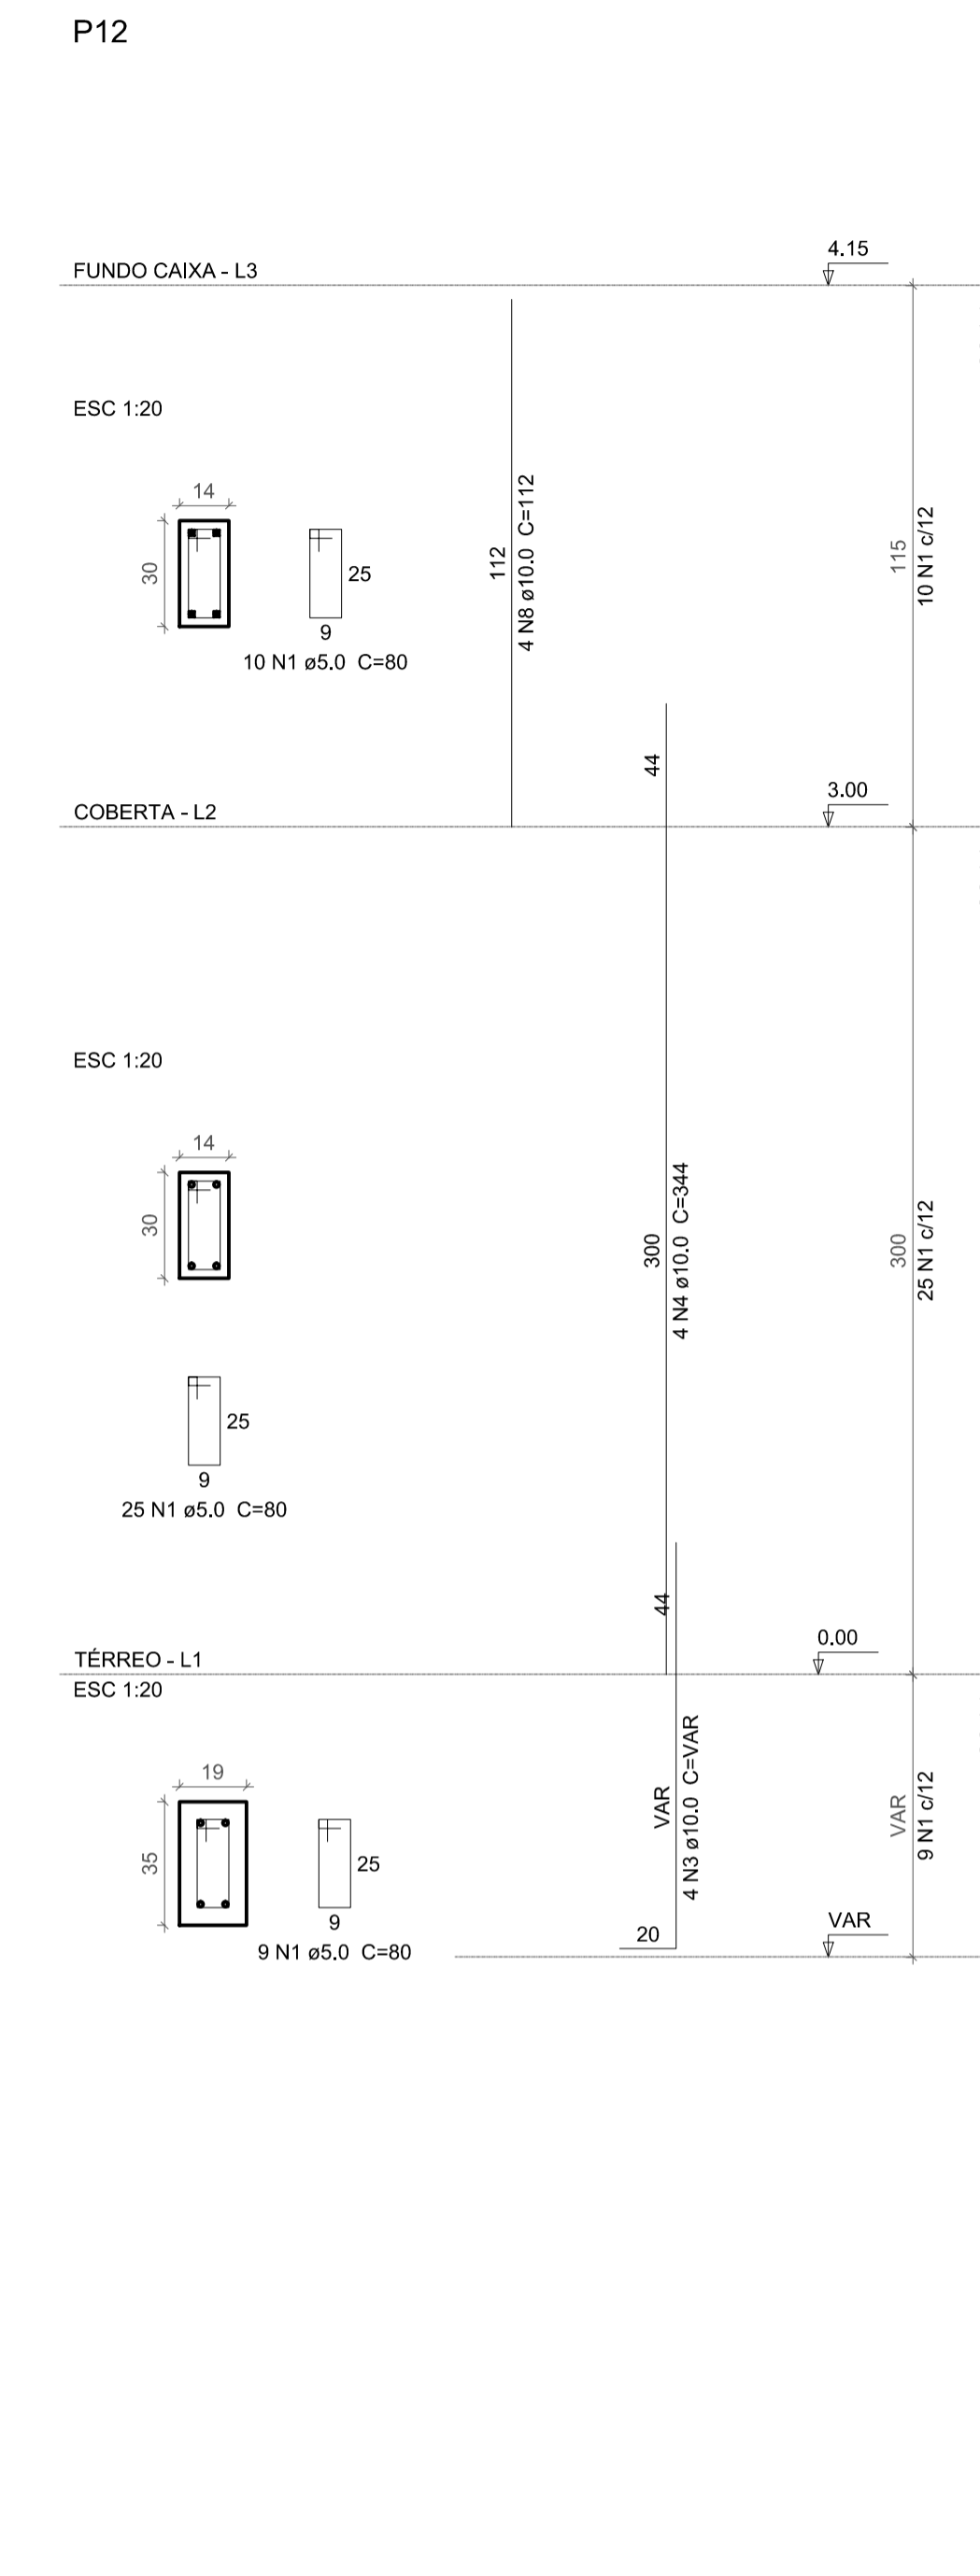 P12
4.15
FUNDO CAIXA - L3
ESC 1:20
14
30
25
9
10 N1 ø5.0  C=80
112
4 N8 ø10.0  C=112
115
10 N1 c/12
44
3.00
COBERTA - L2
ESC 1:20
14
30
25
9
25 N1 ø5.0  C=80
300
4 N4 ø10.0  C=344
300
25 N1 c/12
44
0.00
TÉRREO - L1
ESC 1:20
19
35
25
9
9 N1 ø5.0  C=80
VAR
4 N3 ø10.0  C=VAR
20
VAR
9 N1 c/12
VAR